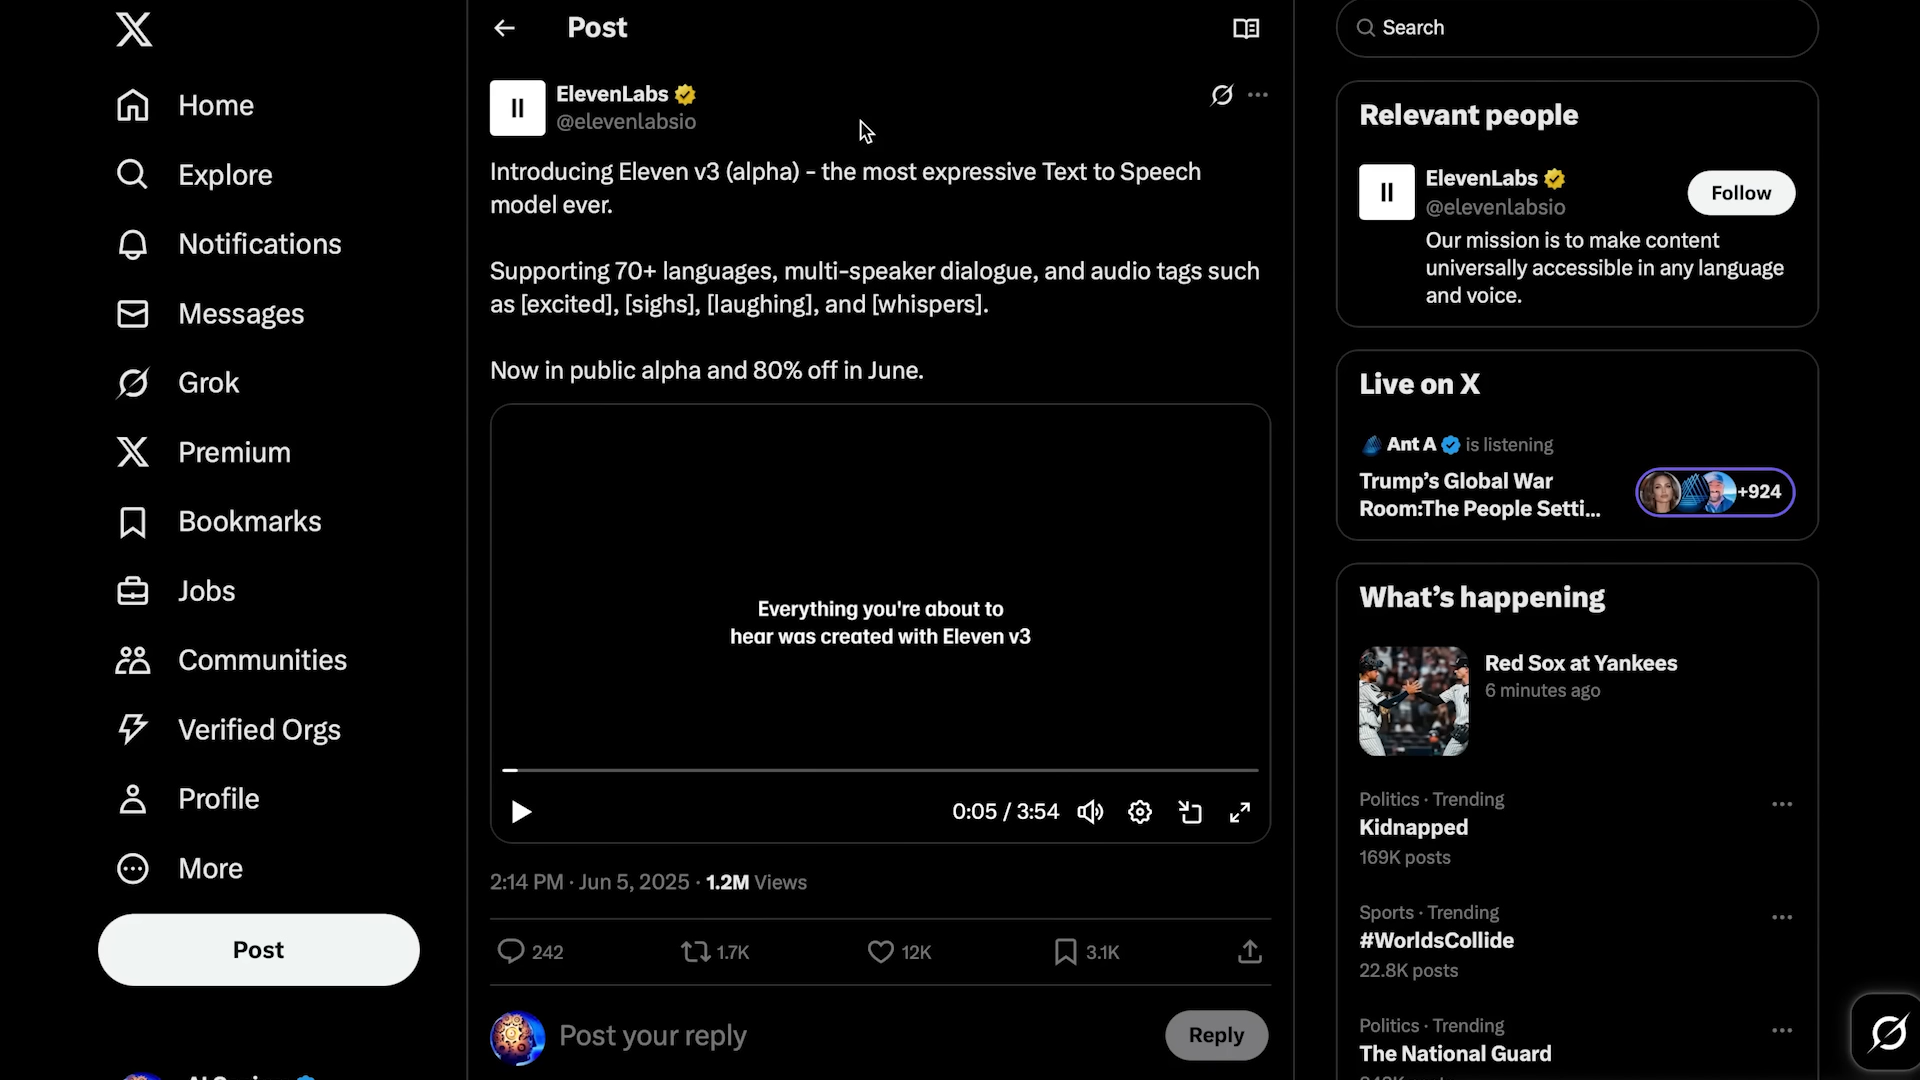 Home
Explore
Notifications
Messages
Grok
Premium
Bookmarks
Jobs
Communities
Verified Orgs
Profile
More
Post
Post
ElevenLabs
@elevenlabsio
Introducing Eleven v3 (alpha) - the most expressive Text to Speech
model ever.
Supporting 70+ languages, multi-speaker dialogue, and audio tags such
as [excited], [sighs], [laughing], and [whispers].
Now in public alpha and 80% off in June.
Everything you're about to
hear was created with Eleven v3
0:05 / 3:54
2:14 PM · Jun 5, 2025 · 1.2M Views
242
1.7K
12K
3.1K
Post your reply
Reply
Search
Relevant people
ElevenLabs
@elevenlabsio
Follow
Our mission is to make content
universally accessible in any language
and voice.
Live on X
Ant A is listening
Trump's Global War
Room:The People Setti...
+924
What's happening
Red Sox at Yankees
6 minutes ago
Politics · Trending
Kidnapped
169K posts
Sports · Trending
#WorldsCollide
22.8K posts
Politics · Trending
The National Guard